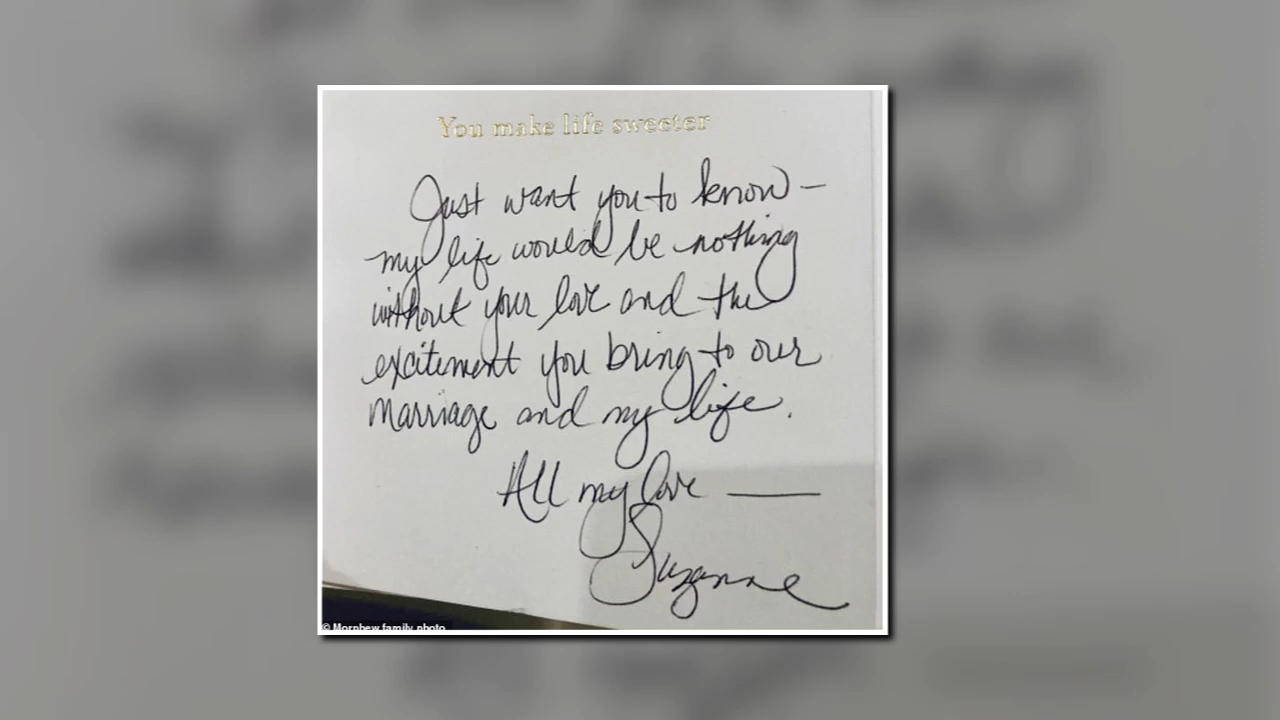 You make life sweeter
Just want you to know –
my life would be nothing
without your love and the
excitement you bring to our
marriage and my life.
All my love —
Suzanne
© Morphew family photo